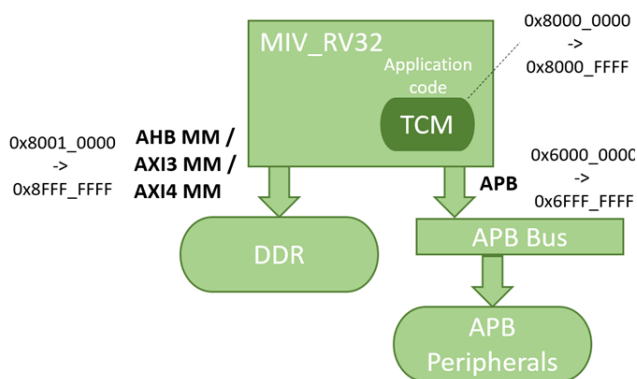 MIV_RV32
Application
code
TCM
0x8000_0000
->
0x8000_FFFF
0x8001_0000
->
0x8FFF_FFFF
AHB MM /
AXI3 MM /
AXI4 MM
APB
0x6000_0000
->
0x6FFF_FFFF
DDR
APB Bus
APB
Peripherals